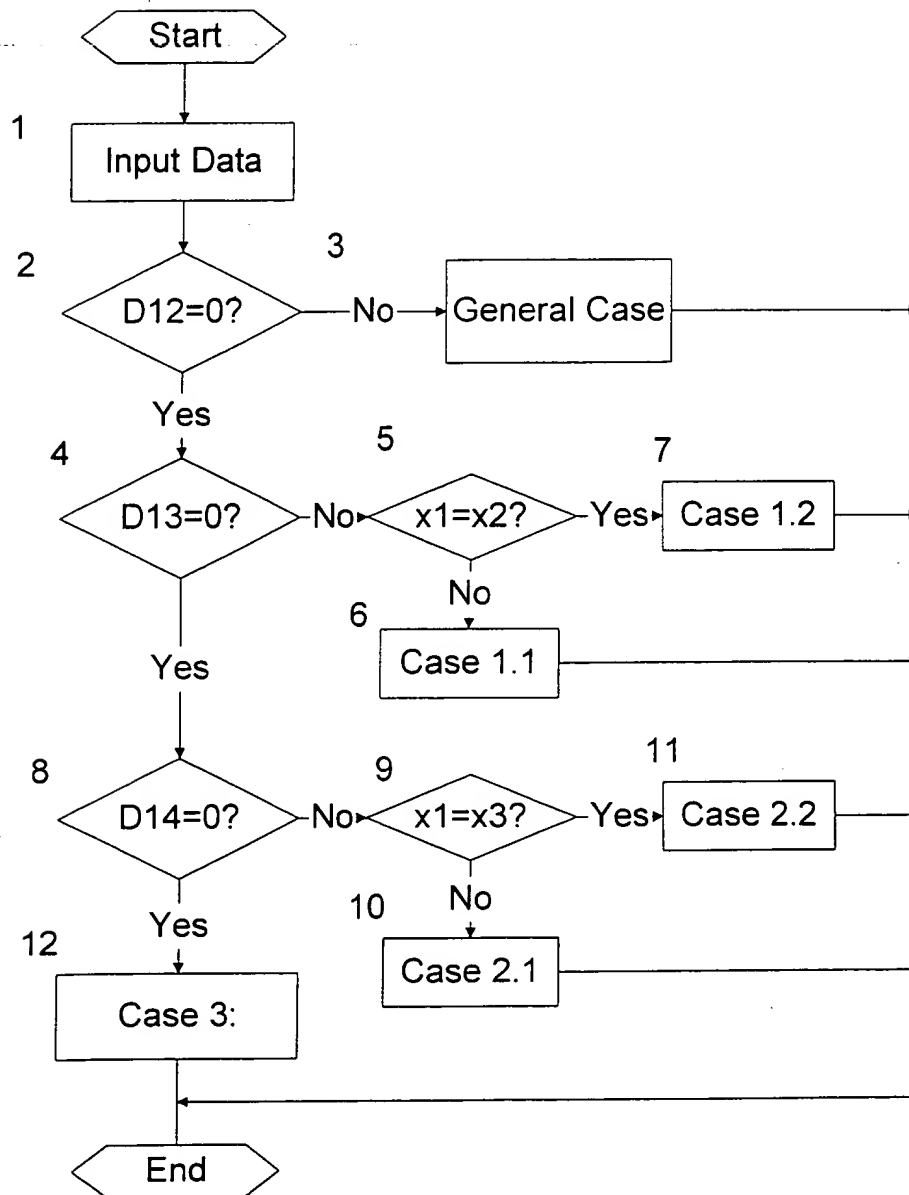 Start
1
Input Data
2
D12=0?
No
3
General Case
Yes
4
D13=0?
No
5
x1=x2?
Yes
7
Case 1.2
No
6
Case 1.1
Yes
8
D14=0?
No
9
x1=x3?
Yes
11
Case 2.2
No
10
Case 2.1
Yes
12
Case 3:
End